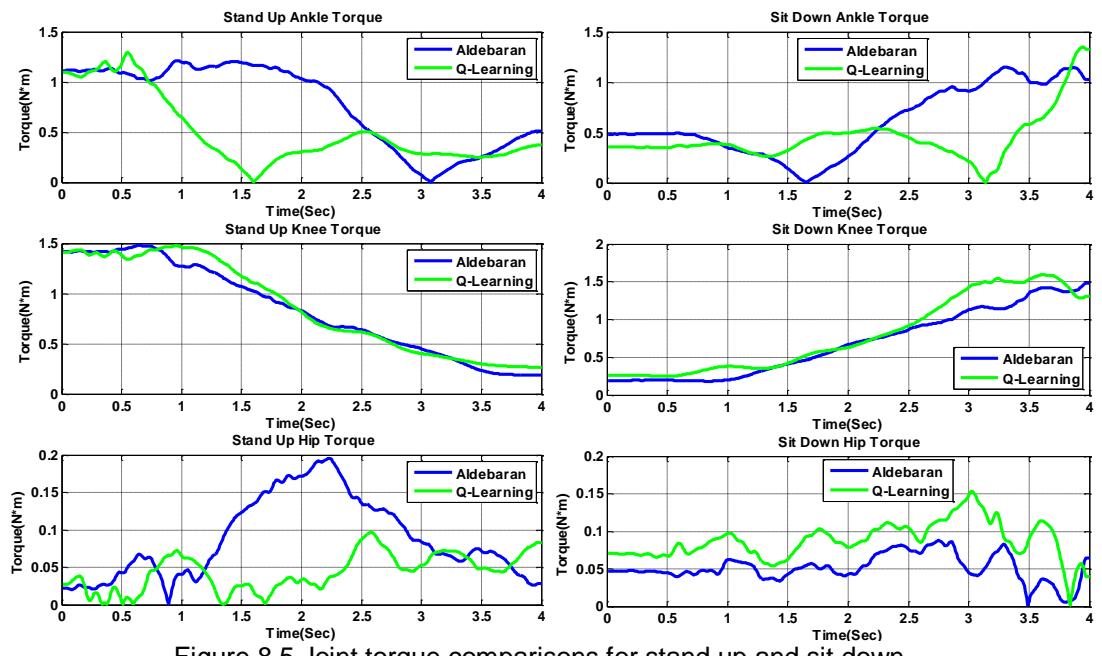 Stand Up Ankle Torque
1.5
1
0.5
0
Torque(N*m)
Aldebaran
Q-Learning
0 0.5 1 1.5 2 2.5 3 3.5 4
Time(Sec)
Sit Down Ankle Torque
1.5
1
0.5
0
Torque(N*m)
Aldebaran
Q-Learning
0 0.5 1 1.5 2 2.5 3 3.5 4
Time(Sec)
Stand Up Knee Torque
1.5
1
0.5
0
Torque(N*m)
Aldebaran
Q-Learning
0 0.5 1 1.5 2 2.5 3 3.5 4
Time(Sec)
Sit Down Knee Torque
2
1.5
1
0.5
0
Torque(N*m)
Aldebaran
Q-Learning
0 0.5 1 1.5 2 2.5 3 3.5 4
Time(Sec)
Stand Up Hip Torque
0.2
0.15
0.1
0.05
0
Torque(N*m)
Aldebaran
Q-Learning
0 0.5 1 1.5 2 2.5 3 3.5 4
Time(Sec)
Sit Down Hip Torque
0.2
0.15
0.1
0.05
0
Torque(N*m)
Aldebaran
Q-Learning
0 0.5 1 1.5 2 2.5 3 3.5 4
Time(Sec)
Figure 8.5 Joint torque comparisons for stand up and sit down